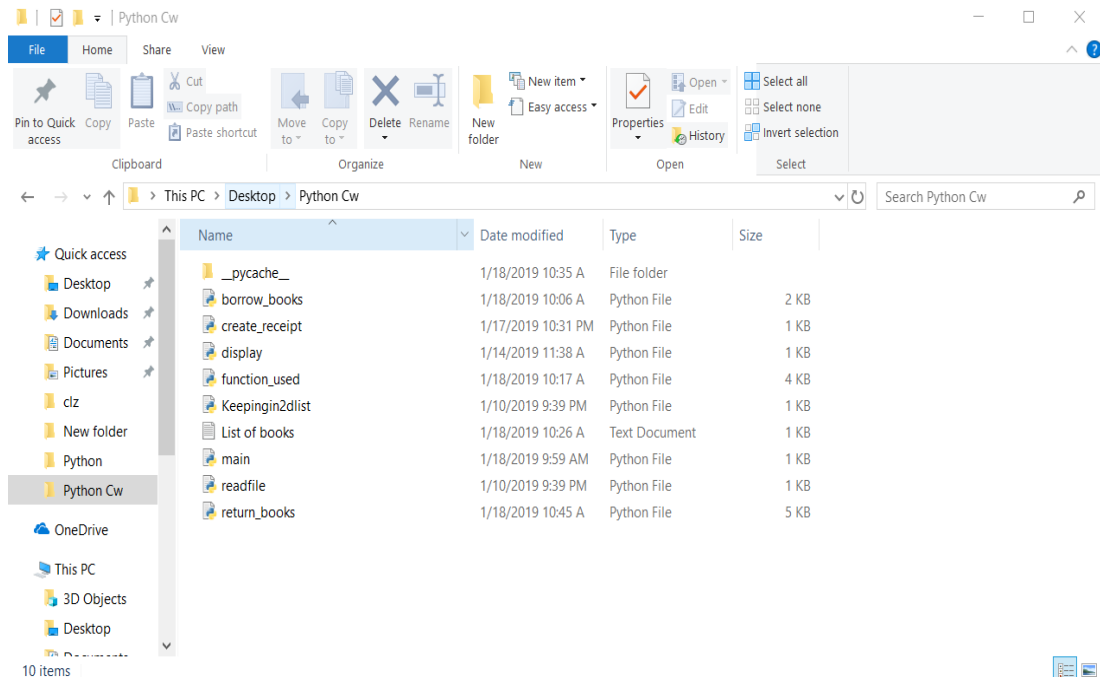 Python Cw
File Home Share View
Pin to Quick access
Copy
Paste
Cut
Copy path
Paste shortcut
Clipboard
Move to
Copy to
Delete
Rename
Organize
New folder
New item
Easy access
New
Properties
Open
Edit
History
Open
Select all
Select none
Invert selection
Select
This PC Desktop Python Cw
Search Python Cw
Quick access
Desktop
Downloads
Documents
Pictures
clz
New folder
Python
Python Cw
OneDrive
This PC
3D Objects
Desktop
Name Date modified Type Size
__pycache__ 1/18/2019 10:35 A File folder
borrow_books 1/18/2019 10:06 A Python File 2 KB
create_receipt 1/17/2019 10:31 PM Python File 1 KB
display 1/14/2019 11:38 A Python File 1 KB
function_used 1/18/2019 10:17 A Python File 4 KB
Keepingin2dlist 1/10/2019 9:39 PM Python File 1 KB
List of books 1/18/2019 10:26 A Text Document 1 KB
main 1/18/2019 9:59 AM Python File 1 KB
readfile 1/10/2019 9:39 PM Python File 1 KB
return_books 1/18/2019 10:45 A Python File 5 KB
10 items